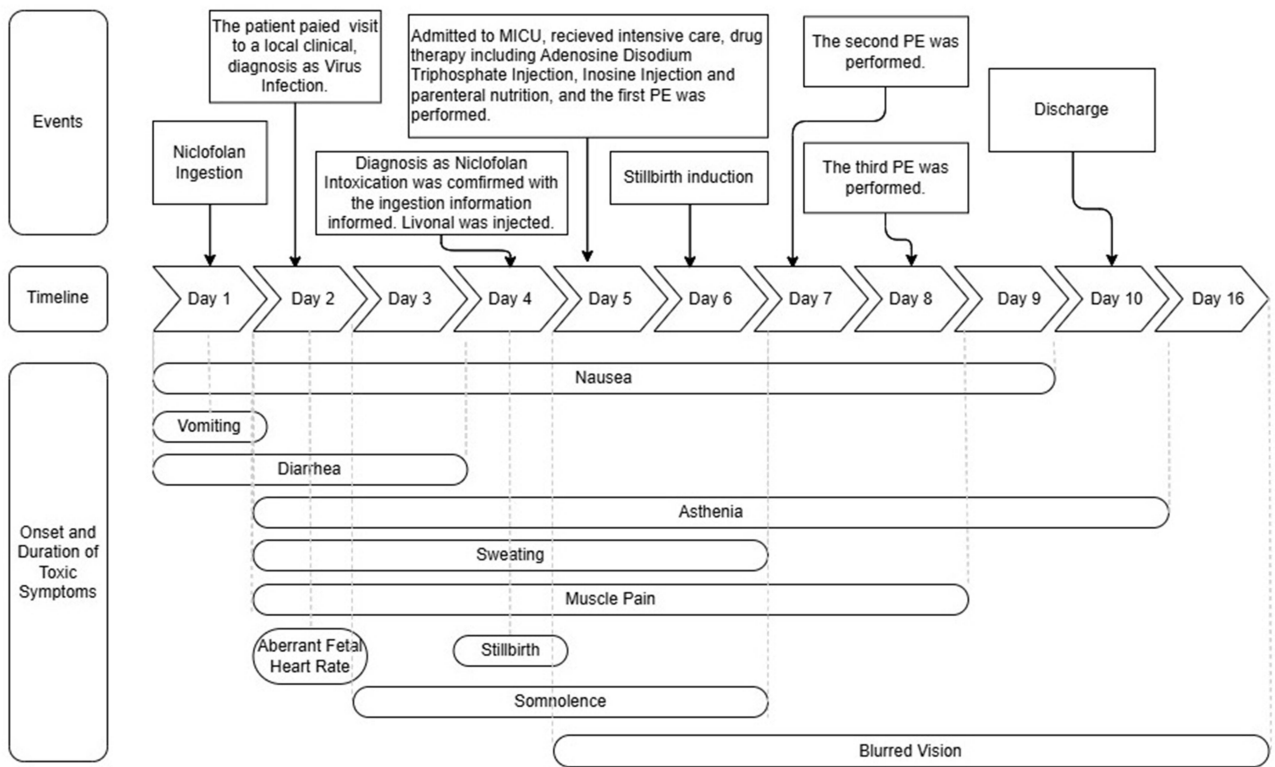 Events
The patient paied visit
to a local clinical,
diagnosis as Virus
Infection.
Admitted to MICU, recieved intensive care, drug
therapy including Adenosine Disodium
Triphosphate Injection, Inosine Injection and
parenteral nutrition, and the first PE was
performed.
The second PE was
performed.
Discharge
Niclofolan
Ingestion
Diagnosis as Niclofolan
Intoxication was comfirmed with
the ingestion information
informed. Livonal was injected.
Stillbirth induction
The third PE was
performed.
Timeline
Day 1
Day 2
Day 3
Day 4
Day 5
Day 6
Day 7
Day 8
Day 9
Day 10
Day 16
Onset and
Duration of
Toxic
Symptoms
Nausea
Vomiting
Diarrhea
Asthenia
Sweating
Muscle Pain
Aberrant Fetal
Heart Rate
Stillbirth
Somnolence
Blurred Vision